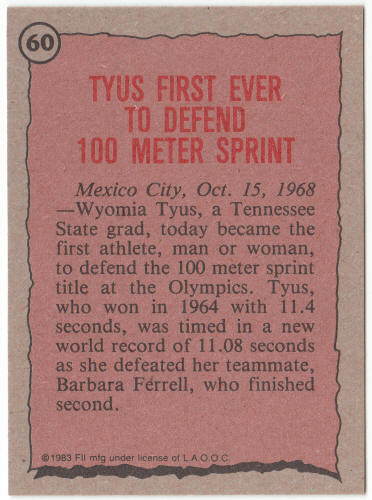 60
TYUS FIRST EVER
TO DEFEND
100 METER SPRINT
Mexico City, Oct. 15, 1968
—Wyomia Tyus, a Tennessee
State grad, today became the
first athlete, man or woman,
to defend the 100 meter sprint
title at the Olympics. Tyus,
who won in 1964 with 11.4
seconds, was timed in a new
world record of 11.08 seconds
as she defeated her teammate,
Barbara Ferrell, who finished
second.
©1983 FII mfg under license of L.A.O.O.C.